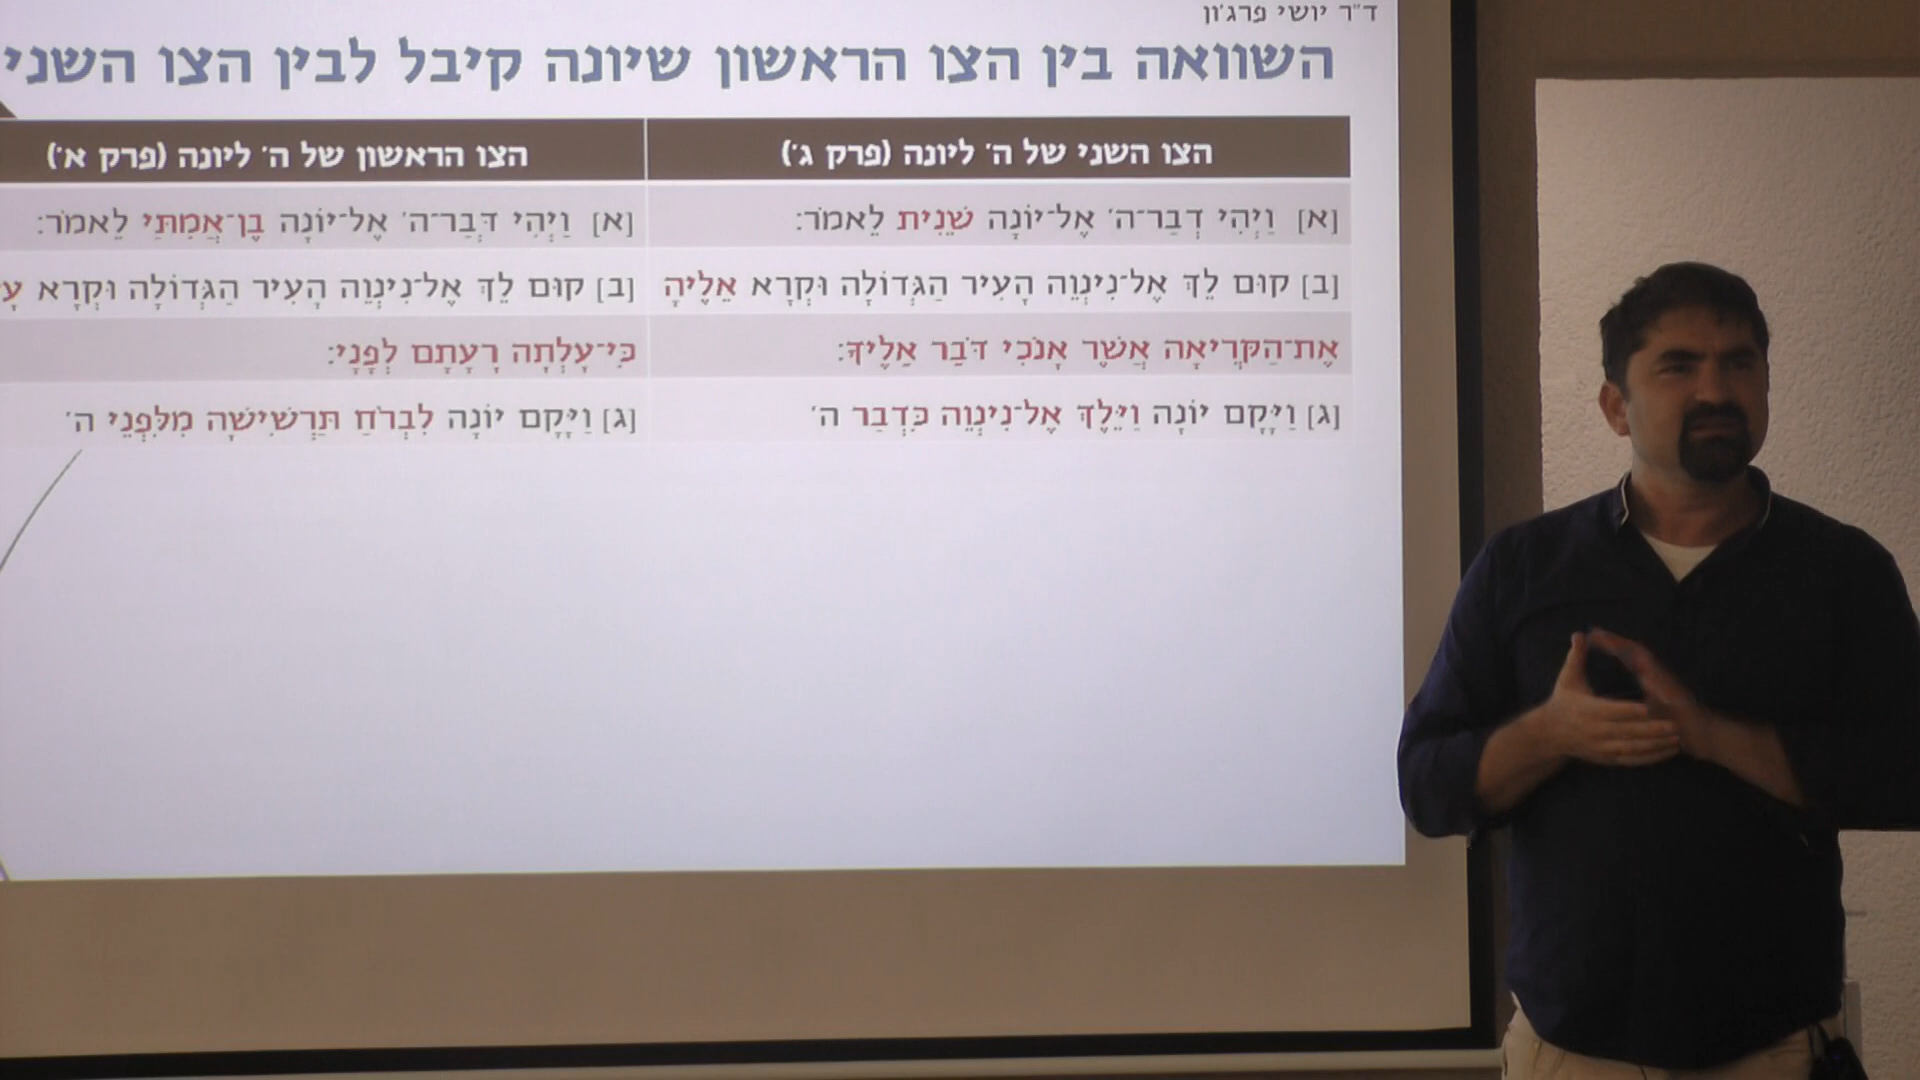 ד״ר יושי פרג׳ון
השוואה בין הצו הראשון שיונה קיבל לבין הצו השני
הצו השני של ה׳ ליונה (פרק ג׳)
הצו הראשון של ה׳ ליונה (פרק א׳)
[א] וַיְהִי דְבַר־ה׳ אֶל־יוֹנָה שֵׁנִית לֵאמֹר:
[א] וַיְהִי דְּבַר־ה׳ אֶל־יוֹנָה בֶן־אֲמִתַּי לֵאמֹר:
[ב] קוּם לֵךְ אֶל־נִינְוֵה הָעִיר הַגְּדוֹלָה וּקְרָא אֵלֶיהָ
[ב] קוּם לֵךְ אֶל־נִינְוֵה הָעִיר הַגְּדוֹלָה וּקְרָא
אֶת־הַקְּרִיאָה אֲשֶׁר אָנֹכִי דֹּבֵר אֵלֶיךָ:
כִּי־עָלְתָה רָעָתָם לְפָנָי:
[ג] וַיָּקָם יוֹנָה וַיֵּלֶךְ אֶל־נִינְוֵה כִּדְבַר ה׳
[ג] וַיָּקָם יוֹנָה לִבְרֹחַ תַּרְשִׁישָׁה מִלִּפְנֵי ה׳